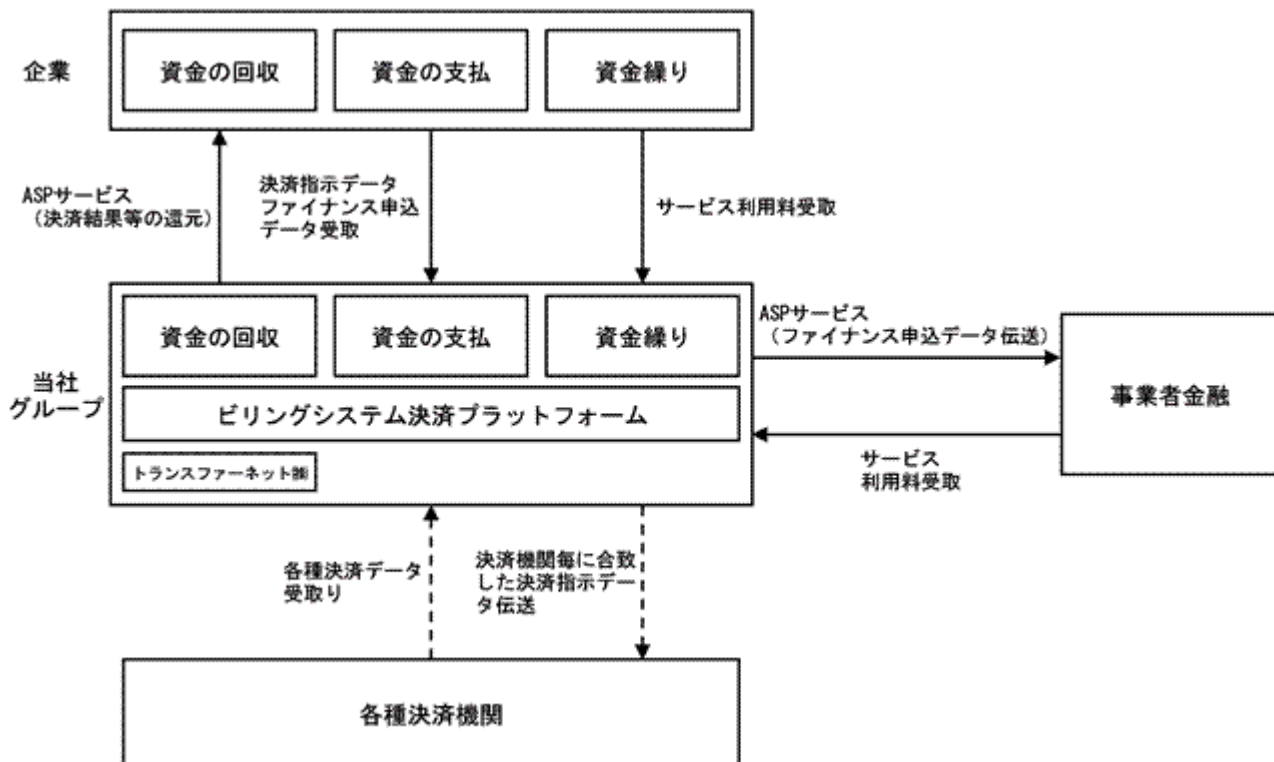 企業
資金の回収
資金の支払
資金繰り
ASPサービス
（決済結果等の還元）
決済指示データ
ファイナンス申込
データ受取
サービス利用料受取
当社
グループ
資金の回収
資金の支払
資金繰り
ビリングシステム決済プラットフォーム
トランスファーネット㈱
ASPサービス
（ファイナンス申込データ伝送）
事業者金融
サービス
利用料受取
各種決済データ
受取り
決済機関毎に合致
した決済指示デー
タ伝送
各種決済機関